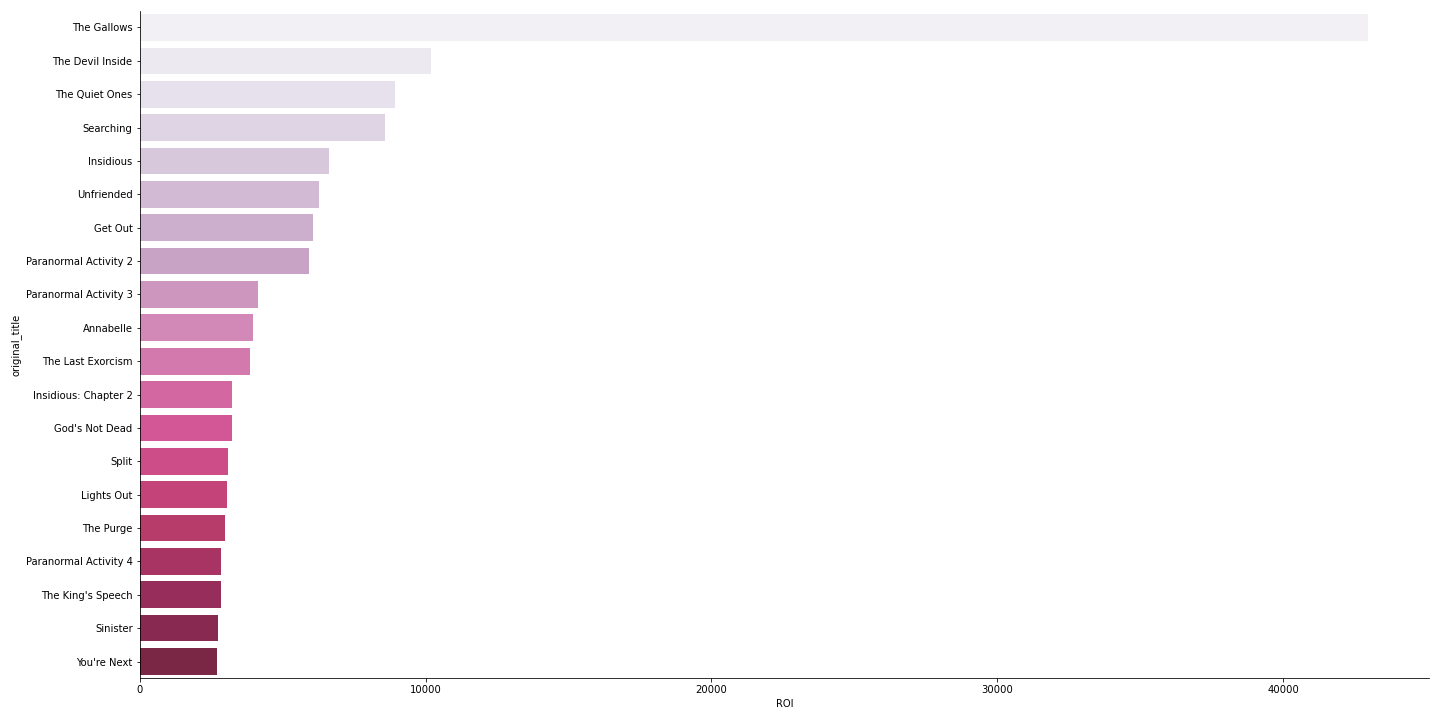 The Gallows
The Devil Inside
The Quiet Ones
Searching
Insidious
Unfriended
Get Out
Paranormal Activity 2
Paranormal Activity 3
Annabelle
The Last Exorcism
Insidious: Chapter 2
God's Not Dead
Split
Lights Out
The Purge
Paranormal Activity 4
The King's Speech
Sinister
You're Next
original_title
0 10000 20000 30000 40000
ROI